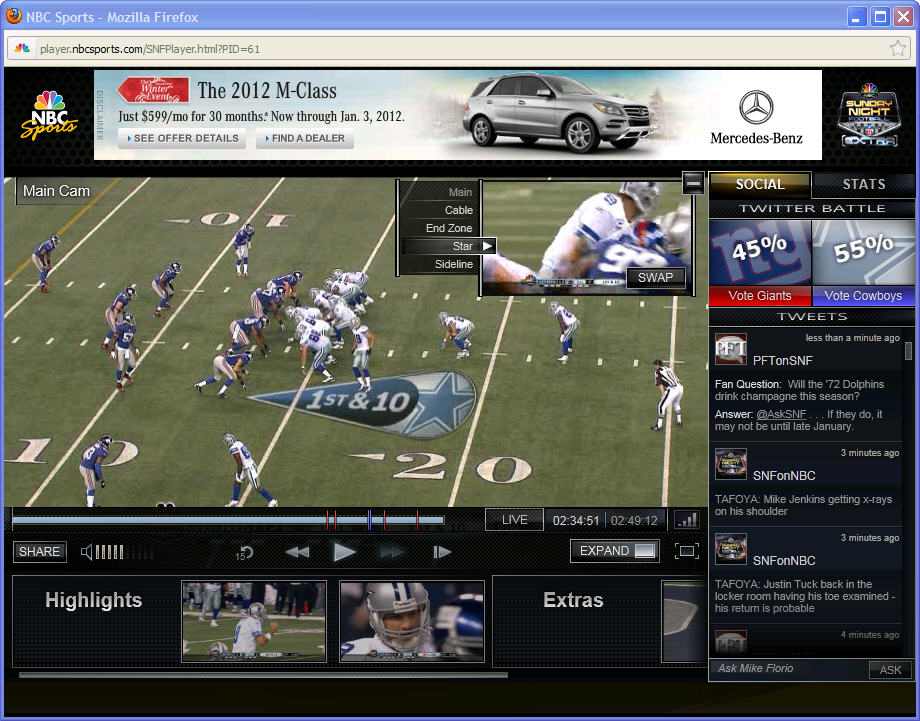 NBC Sports - Mozilla Firefox
player.nbcsports.com/SNFPlayer.html?PID=61
NBC
Sports
DISCLAIMER
The
Winter
Event
The 2012 M-Class
Just $599/mo for 30 months.* Now through Jan. 3, 2012.
SEE OFFER DETAILS
FIND A DEALER
Mercedes-Benz
SUNDAY
NIGHT
FOOTBALL
EXTRA
Main Cam
Main
Cable
End Zone
Star
Sideline
SWAP
10
1ST & 10
10
20
SOCIAL
STATS
TWITTER BATTLE
45%
55%
ny
Vote Giants
Vote Cowboys
TWEETS
less than a minute ago
PFT
PFTonSNF
Fan Question: Will the '72 Dolphins
drink champagne this season?
Answer: @AskSNF . . . If they do, it
may not be until late January.
3 minutes ago
SNFonNBC
TAFOYA: Mike Jenkins getting x-rays
on his shoulder
3 minutes ago
SNFonNBC
TAFOYA: Justin Tuck back in the
locker room having his toe examined -
his return is probable
4 minutes ago
Ask Mike Florio
ASK
LIVE
02:34:51
02:49:12
SHARE
15
EXPAND
Highlights
Extras